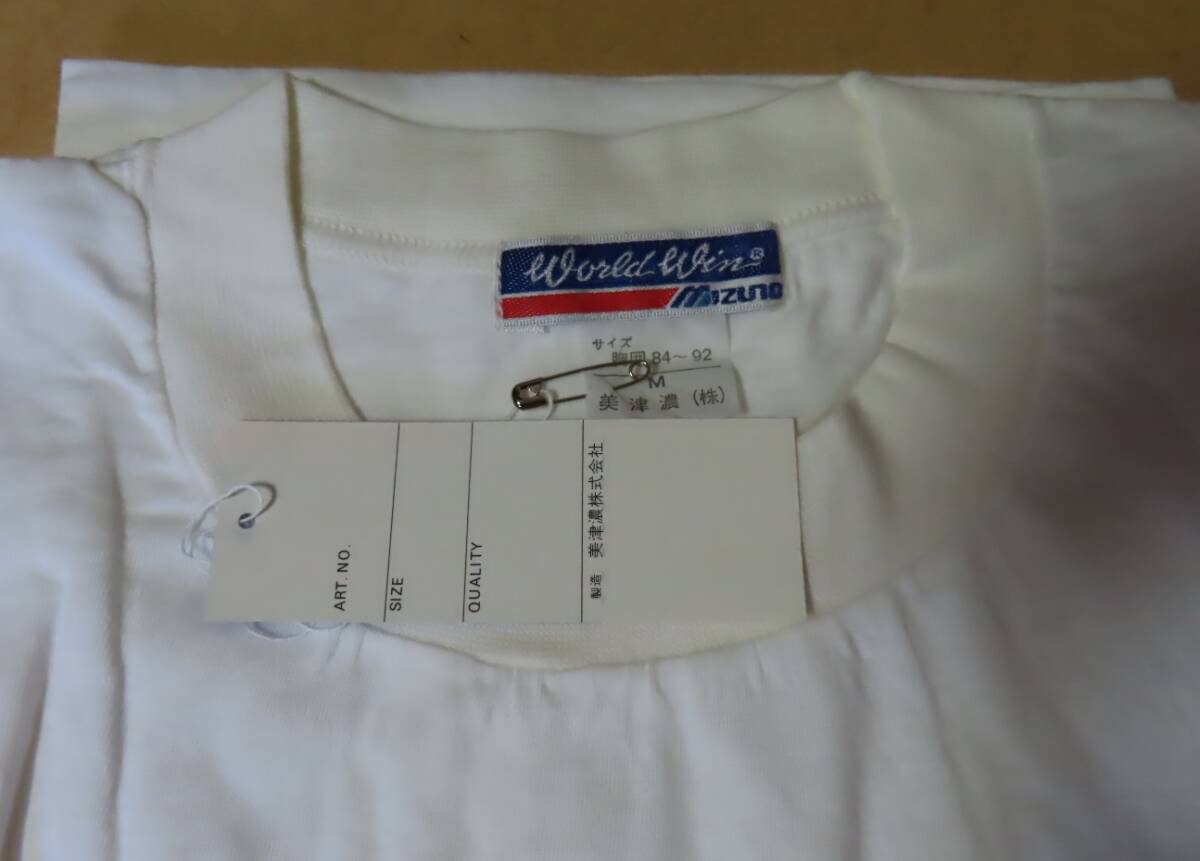 World Win®
Mizuno
サイズ
胸囲 84～92
M
美津濃(株)
ART. NO.
SIZE
QUALITY
製造 美津濃株式会社